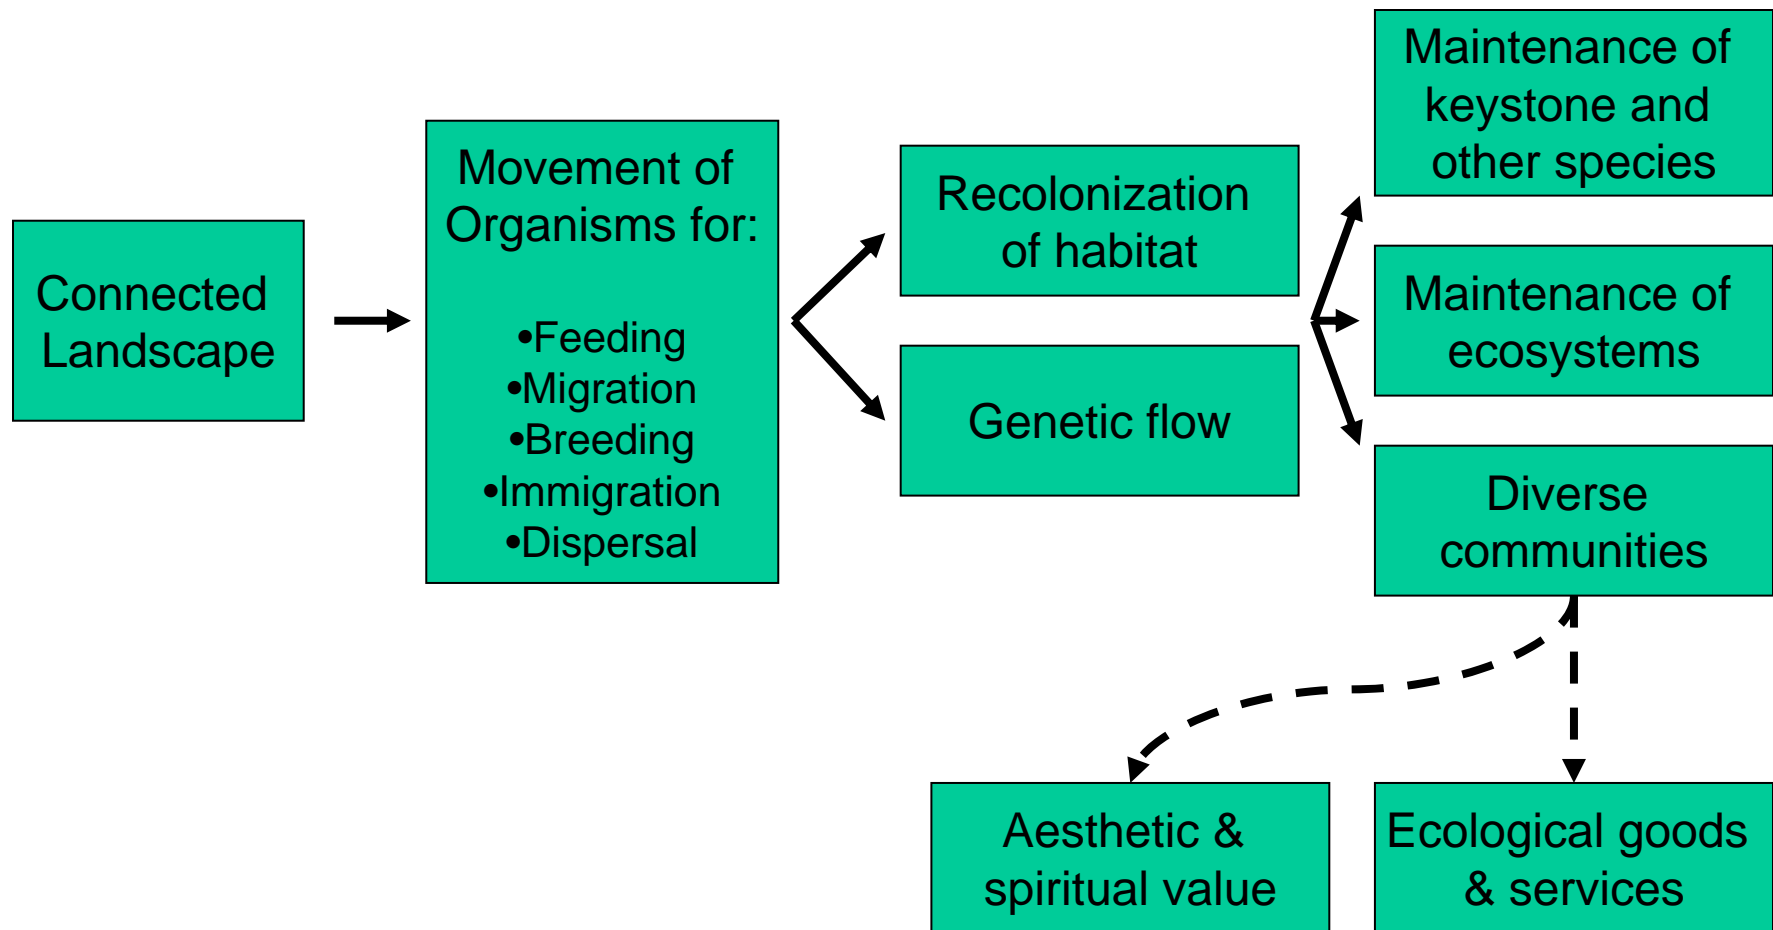 Connected
Landscape
Movement of
Organisms for:
•Feeding
•Migration
•Breeding
•Immigration
•Dispersal
Recolonization
of habitat
Genetic flow
Maintenance of
keystone and
other species
Maintenance of
ecosystems
Diverse
communities
Aesthetic &
spiritual value
Ecological goods
& services